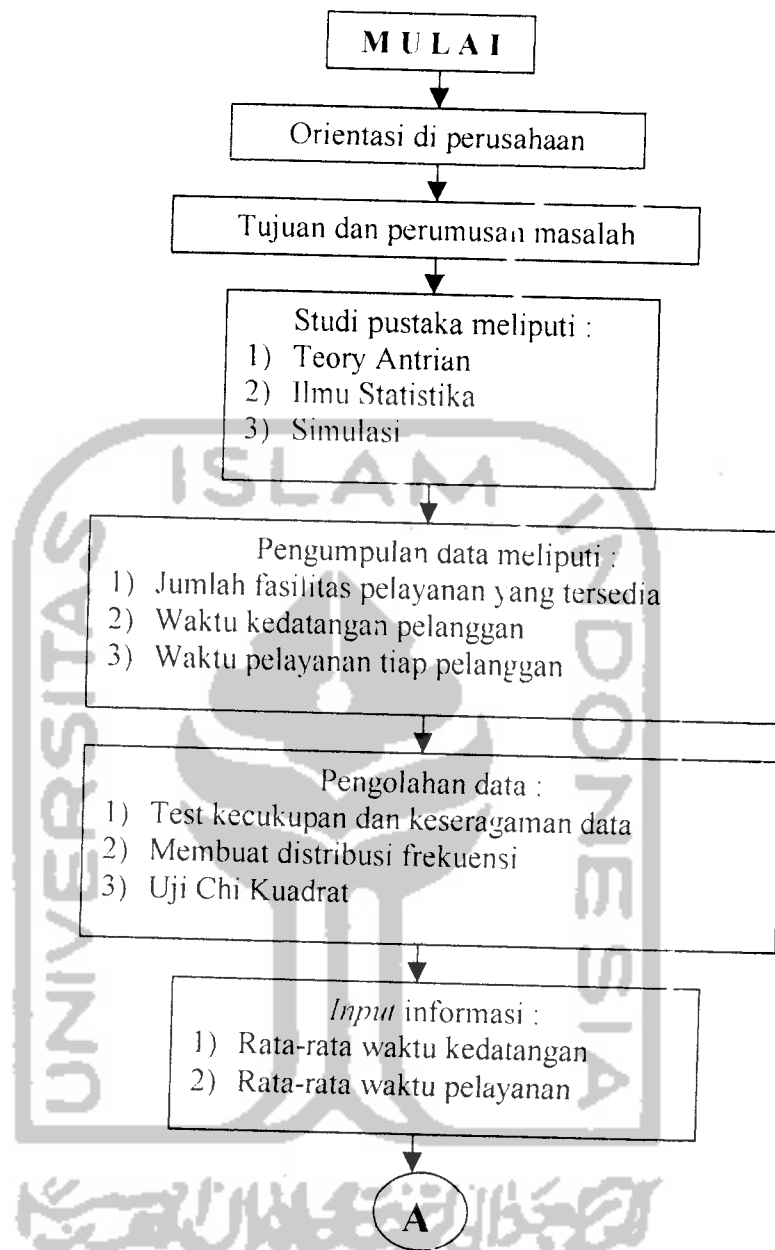 MULAI
Orientasi di perusahaan
Tujuan dan perumusan masalah
Studi pustaka meliputi :
1) Teory Antrian
2) Ilmu Statistika
3) Simulasi
Pengumpulan data meliputi :
1) Jumlah fasilitas pelayanan yang tersedia
2) Waktu kedatangan pelanggan
3) Waktu pelayanan tiap pelanggan
Pengolahan data :
1) Test kecukupan dan keseragaman data
2) Membuat distribusi frekuensi
3) Uji Chi Kuadrat
Input informasi :
1) Rata-rata waktu kedatangan
2) Rata-rata waktu pelayanan
A
UNIVERSITAS
ISLAM
INDONESIA